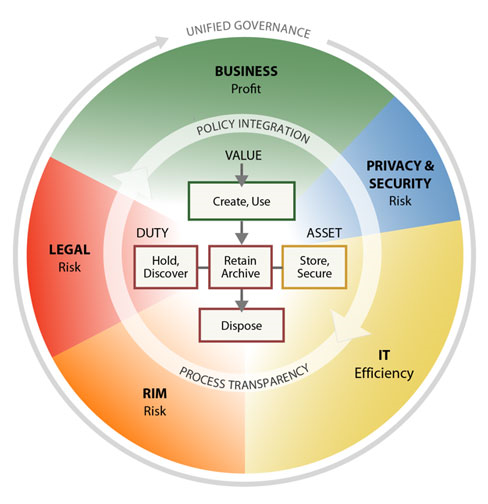 UNIFIED GOVERNANCE
BUSINESS
Profit
POLICY INTEGRATION
VALUE
PRIVACY &
SECURITY
Risk
Create, Use
DUTY
ASSET
LEGAL
Risk
Hold,
Discover
Retain
Archive
Store,
Secure
Dispose
IT
Efficiency
PROCESS TRANSPARENCY
RIM
Risk